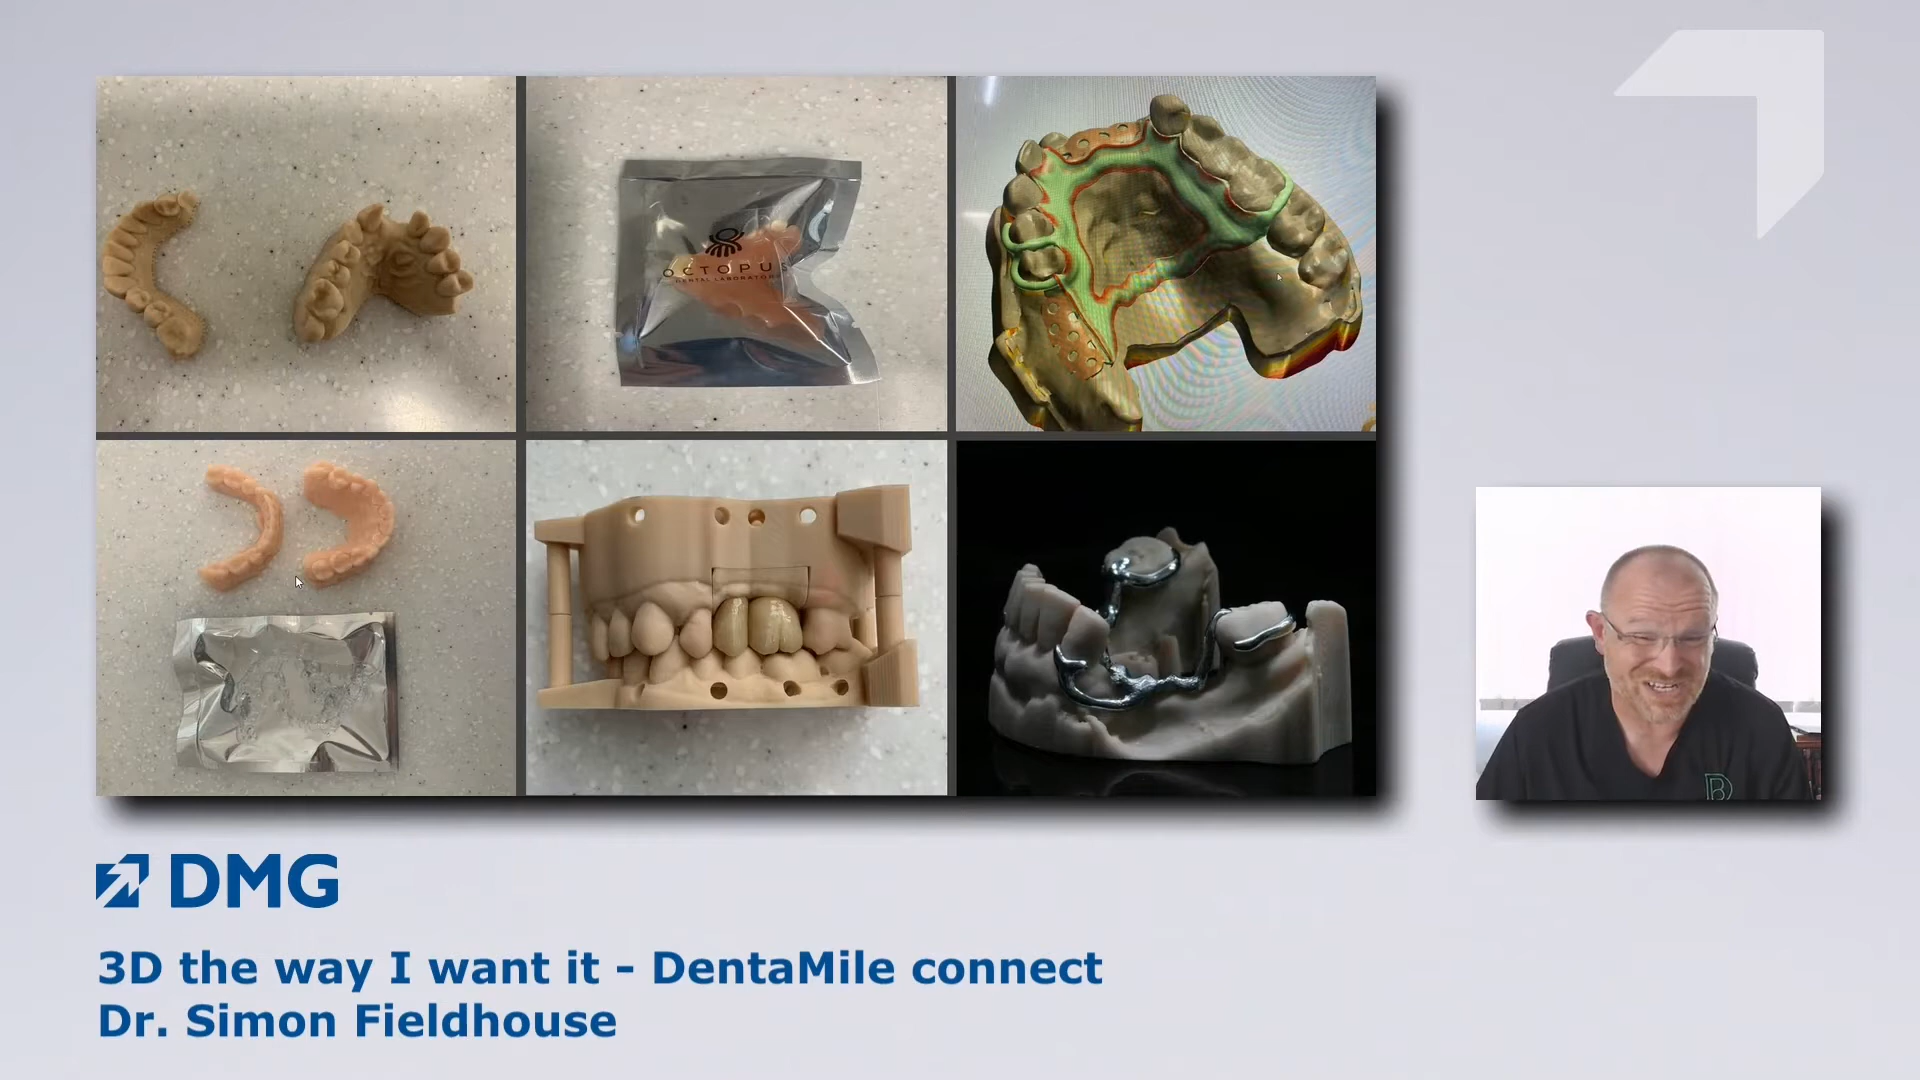 OCTOPUS
DENTAL LABORATORY
DMG
3D the way I want it - DentaMile connect
Dr. Simon Fieldhouse